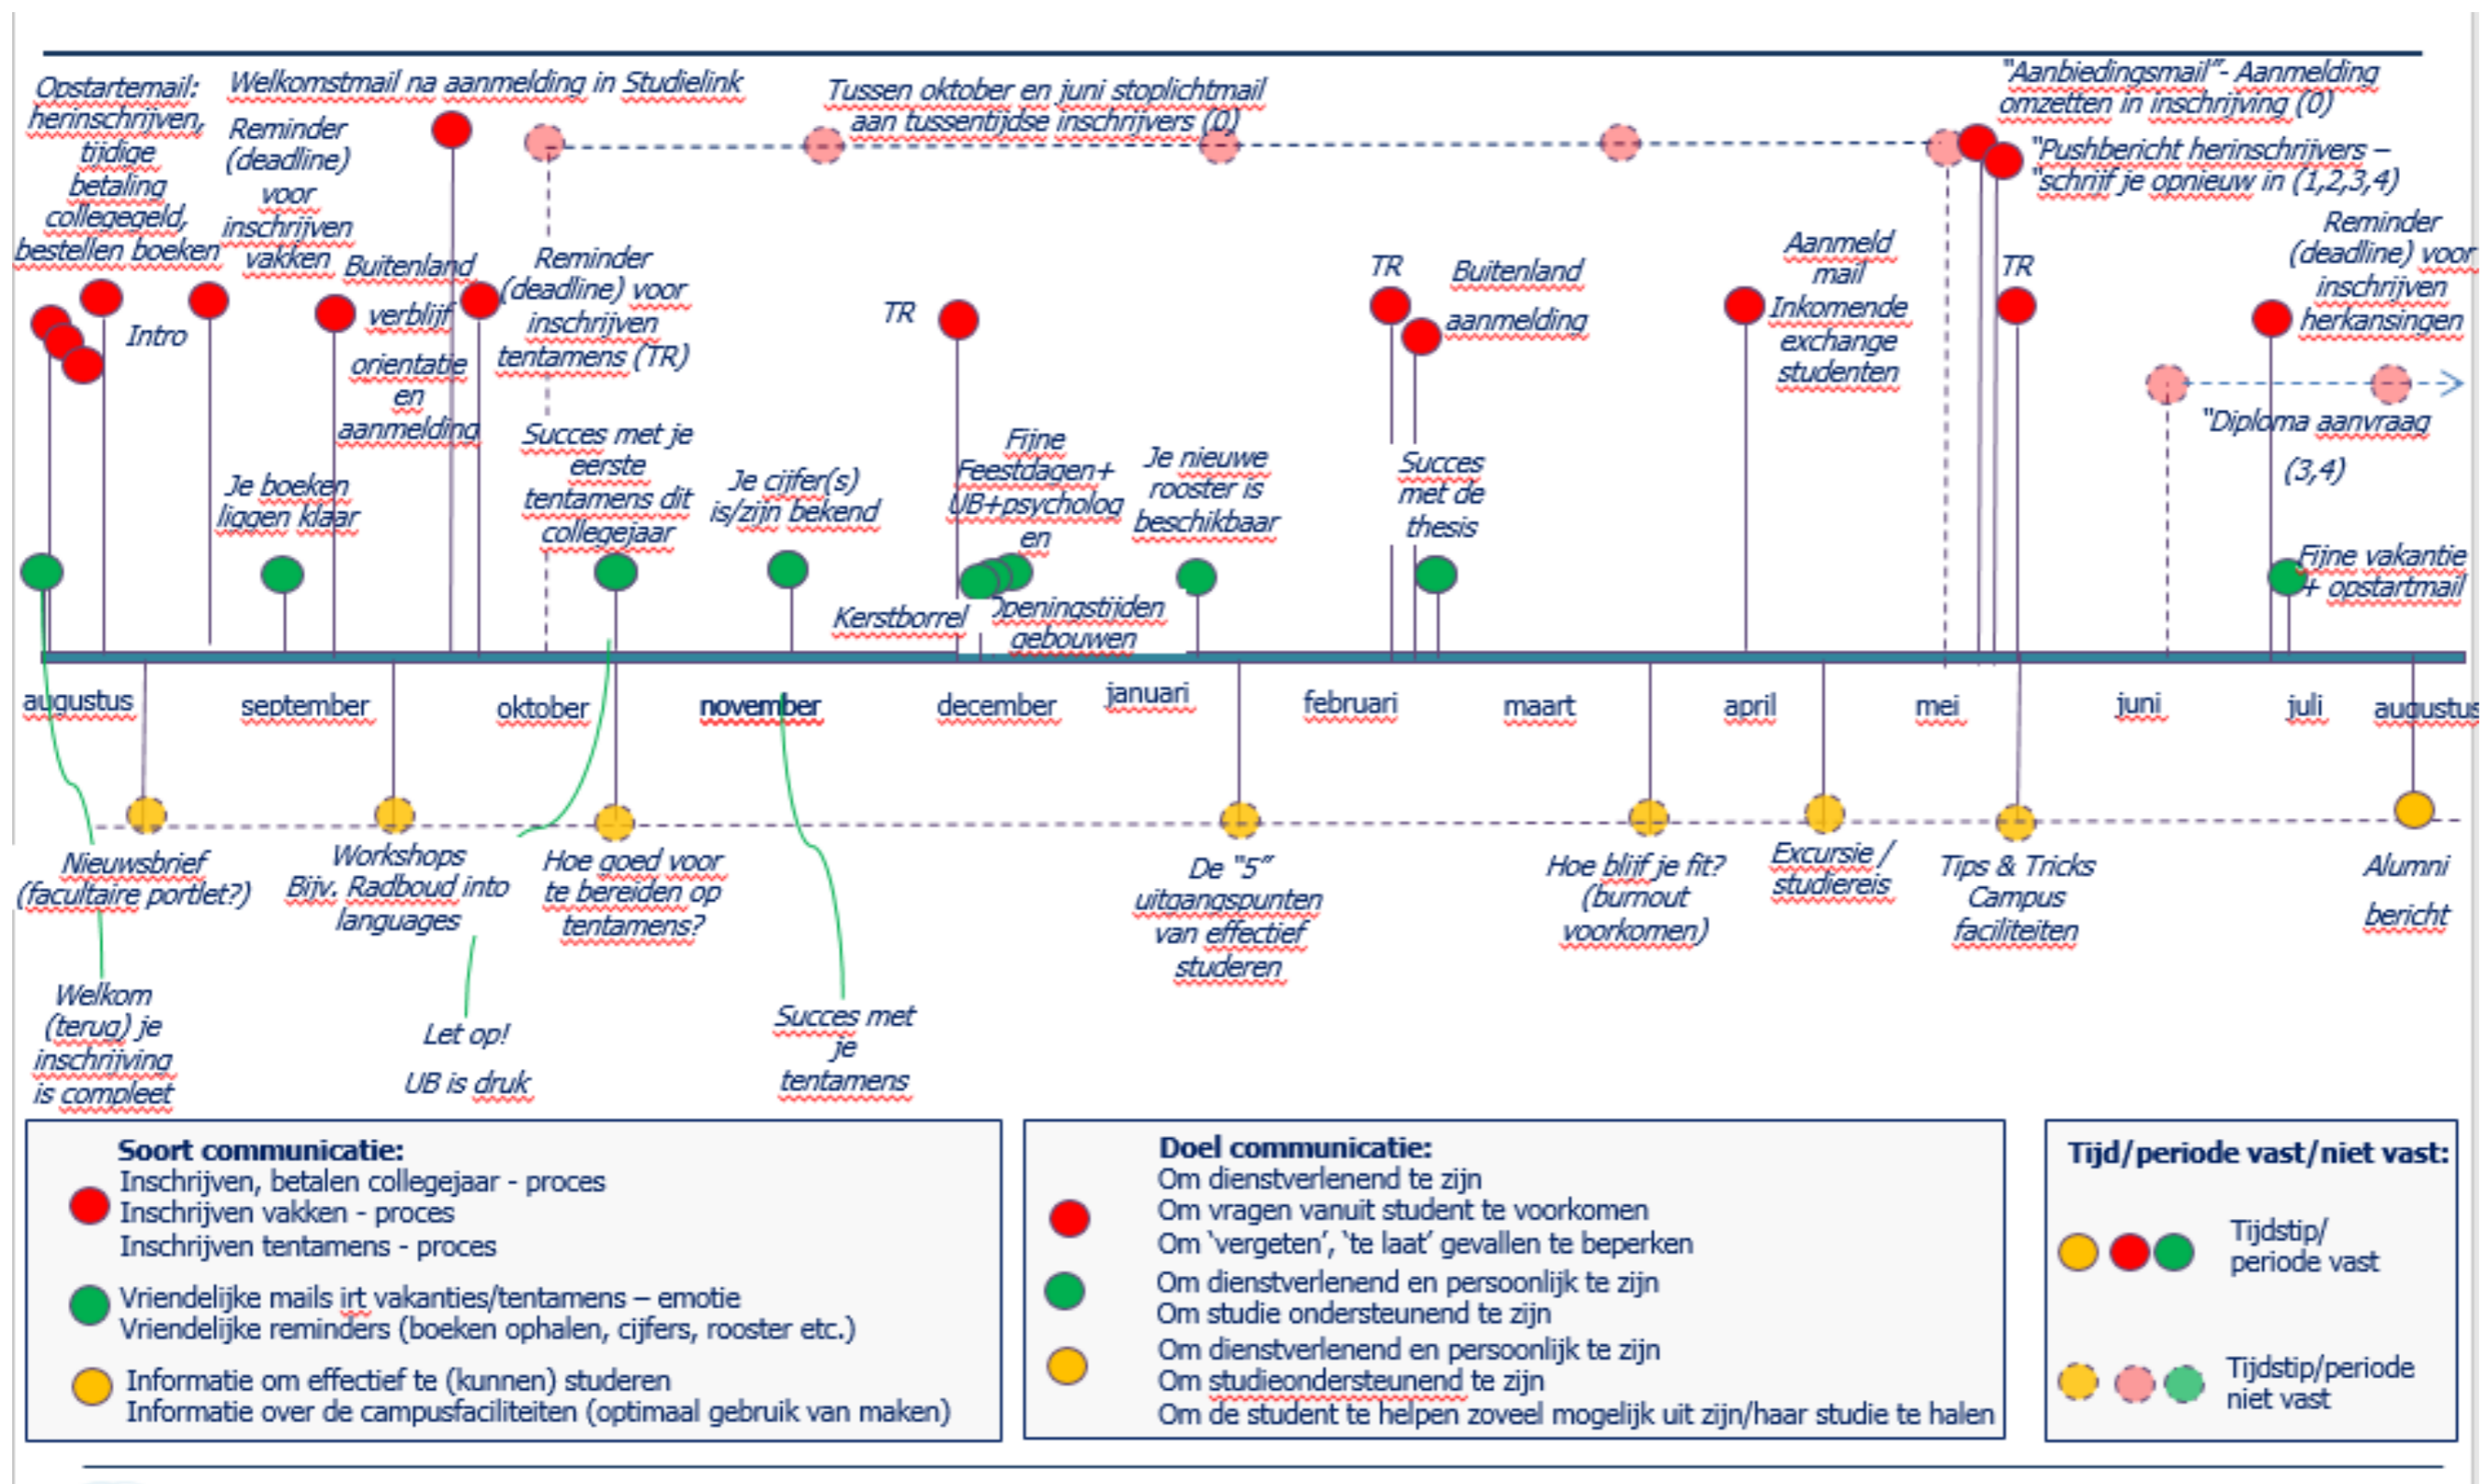 Opstartemail:
herinschrijven,
tijdige
betaling
collegegeld,
bestellen boeken
Welkomstmail na aanmelding in Studielink
Reminder
(deadline)
voor
inschrijven
vakken
Intro
Buitenland
verblijf
orientatie
en
aanmelding
Reminder
(deadline) voor
inschrijven
tentamens (TR)
Tussen oktober en juni stoplichtmail
aan tussentijdse inschrijvers (0)
"Aanbiedingsmail"- Aanmelding
omzetten in inschrijving (0)
"Pushbericht herinschrijvers –
"schrijf je opnieuw in (1,2,3,4)
TR
TR
Buitenland
aanmelding
Aanmeld
mail
Inkomende
exchange
studenten
TR
Reminder
(deadline) voor
inschrijven
herkansingen
"Diploma aanvraag
(3,4)
Je boeken
liggen klaar
Succes met je
eerste
tentamens dit
collegejaar
Je cijfer(s)
is/zijn bekend
Fijne
Feestdagen+
UB+psycholog
en
Je nieuwe
rooster is
beschikbaar
Succes
met de
thesis
Fijne vakantie
+ opstartmail
Kerstborrel
Openingstijden
gebouwen
augustus
september
oktober
november
december
januari
februari
maart
april
mei
juni
juli
augustus
Nieuwsbrief
(facultaire portlet?)
Workshops
Bijv. Radboud into
languages
Hoe goed voor
te bereiden op
tentamens?
De "5"
uitgangspunten
van effectief
studeren
Hoe blijf je fit?
(burnout
voorkomen)
Excursie /
studiereis
Tips & Tricks
Campus
faciliteiten
Alumni
bericht
Welkom
(terug) je
inschrijving
is compleet
Let op!
UB is druk
Succes met
je
tentamens
Soort communicatie:
Inschrijven, betalen collegejaar - proces
Inschrijven vakken - proces
Inschrijven tentamens - proces
Vriendelijke mails irt vakanties/tentamens – emotie
Vriendelijke reminders (boeken ophalen, cijfers, rooster etc.)
Informatie om effectief te (kunnen) studeren
Informatie over de campusfaciliteiten (optimaal gebruik van maken)
Doel communicatie:
Om dienstverlenend te zijn
Om vragen vanuit student te voorkomen
Om 'vergeten', 'te laat' gevallen te beperken
Om dienstverlenend en persoonlijk te zijn
Om studie ondersteunend te zijn
Om dienstverlenend en persoonlijk te zijn
Om studieondersteunend te zijn
Om de student te helpen zoveel mogelijk uit zijn/haar studie te halen
Tijd/periode vast/niet vast:
Tijdstip/
periode vast
Tijdstip/periode
niet vast